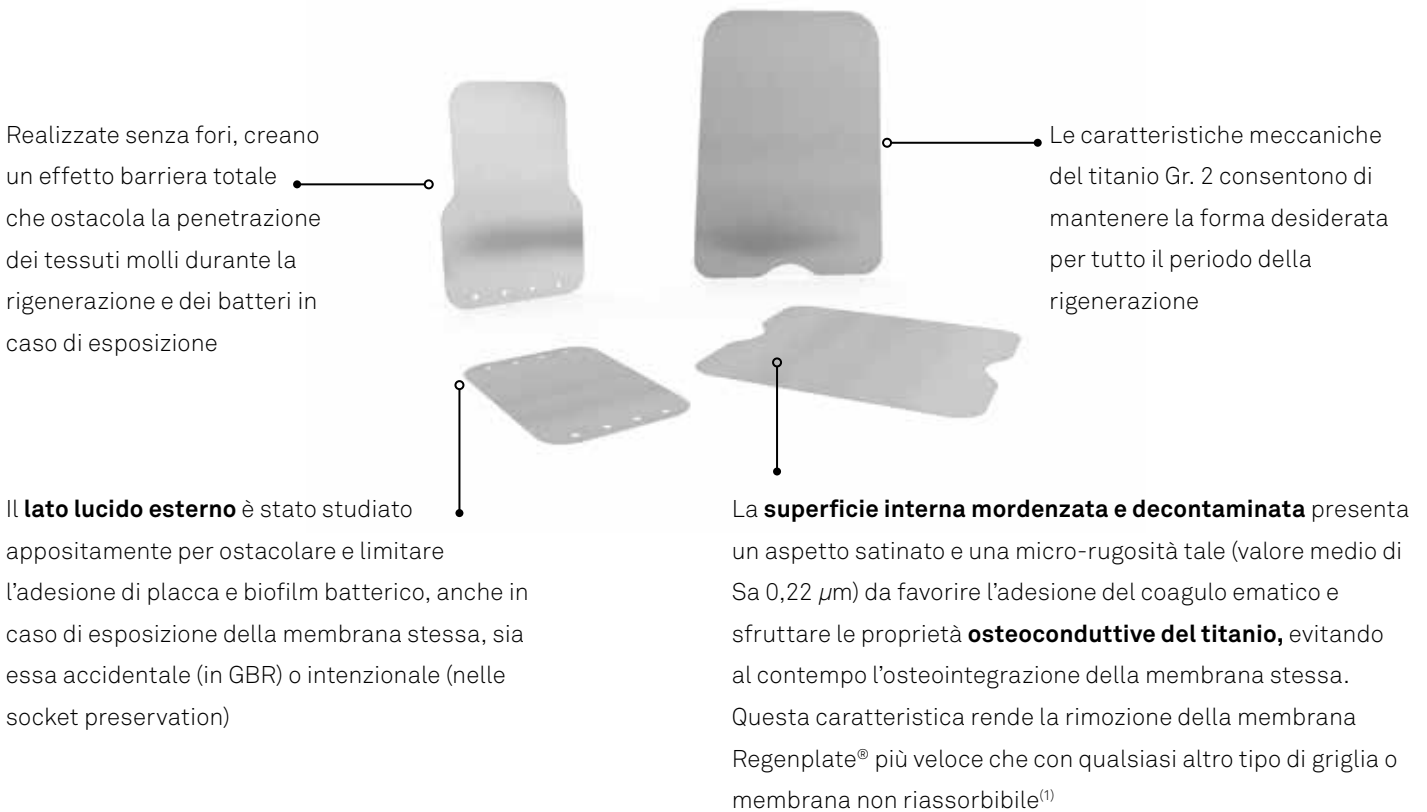 Realizzate senza fori, creano
un effetto barriera totale
che ostacola la penetrazione
dei tessuti molli durante la
rigenerazione e dei batteri in
caso di esposizione
Le caratteristiche meccaniche
del titanio Gr. 2 consentono di
mantenere la forma desiderata
per tutto il periodo della
rigenerazione
Il lato lucido esterno è stato studiato
appositamente per ostacolare e limitare
l’adesione di placca e biofilm batterico, anche in
caso di esposizione della membrana stessa, sia
essa accidentale (in GBR) o intenzionale (nelle
socket preservation)
La superficie interna mordenzata e decontaminata presenta
un aspetto satinato e una micro-rugosità tale (valore medio di
Sa 0,22 µm) da favorire l’adesione del coagulo ematico e
sfruttare le proprietà osteoconduttive del titanio, evitando
al contempo l’osteointegrazione della membrana stessa.
Questa caratteristica rende la rimozione della membrana
Regenplate® più veloce che con qualsiasi altro tipo di griglia o
membrana non riassorbibile(1)